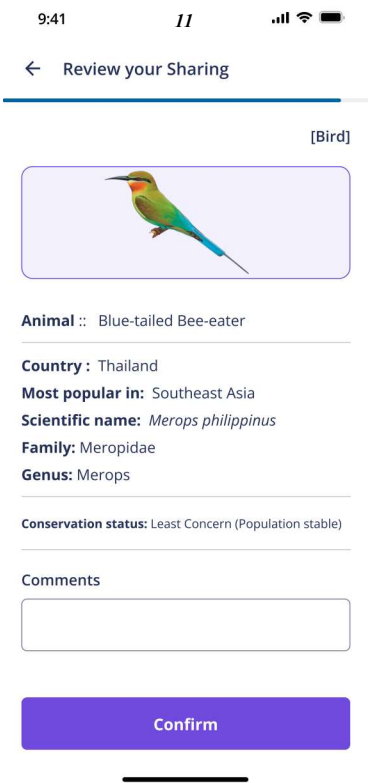 9:41
11
Review your Sharing
[Bird]
Animal :: Blue-tailed Bee-eater
Country : Thailand
Most popular in: Southeast Asia
Scientific name: Merops philippinus
Family: Meropidae
Genus: Merops
Conservation status: Least Concern (Population stable)
Comments
Confirm